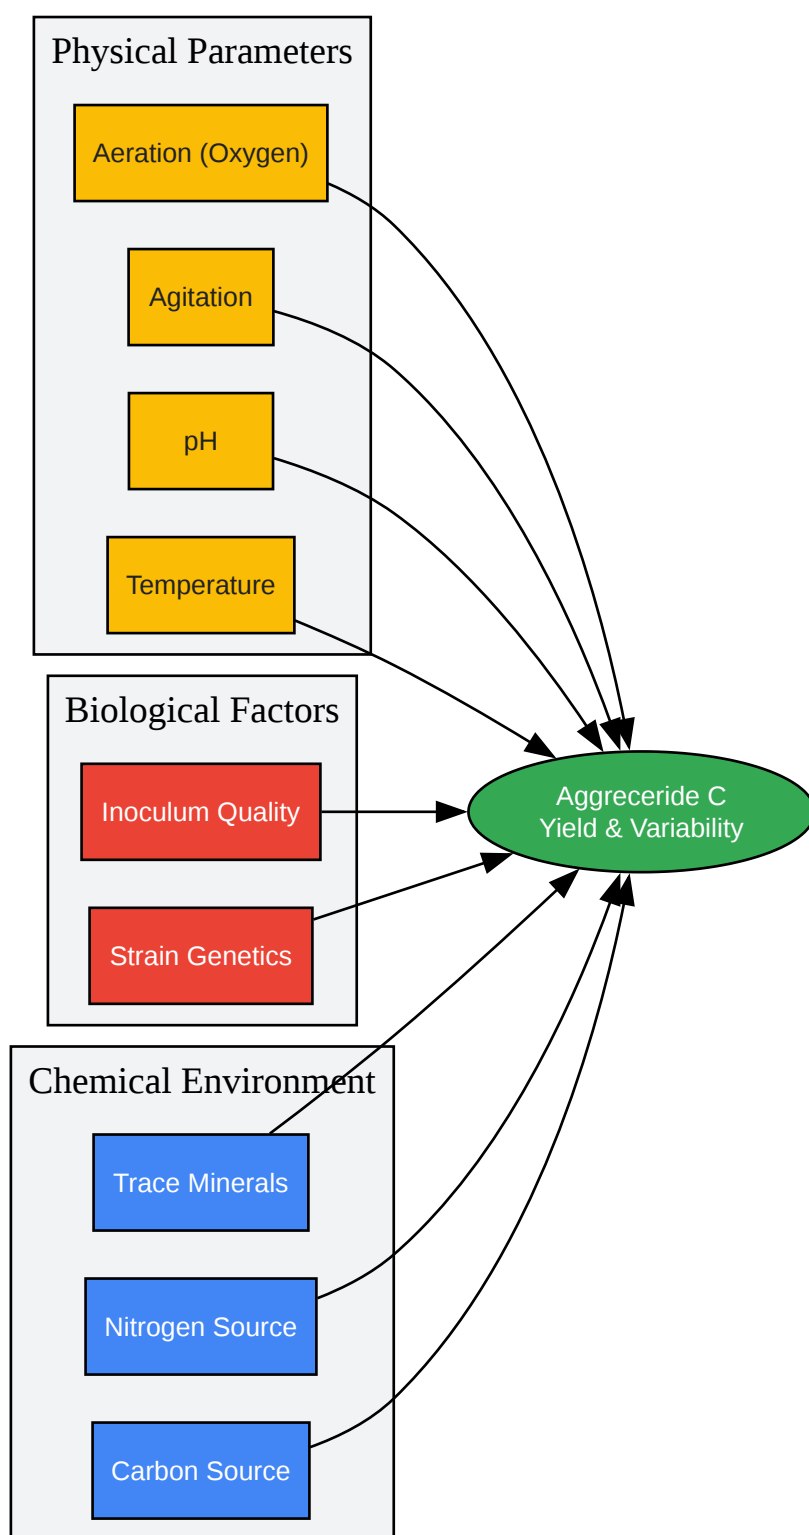 Physical Parameters
Aeration (Oxygen)
Agitation
pH
Temperature
Biological Factors
Inoculum Quality
Strain Genetics
Aggreceride C
Yield & Variability
Chemical Environment
Trace Minerals
Nitrogen Source
Carbon Source